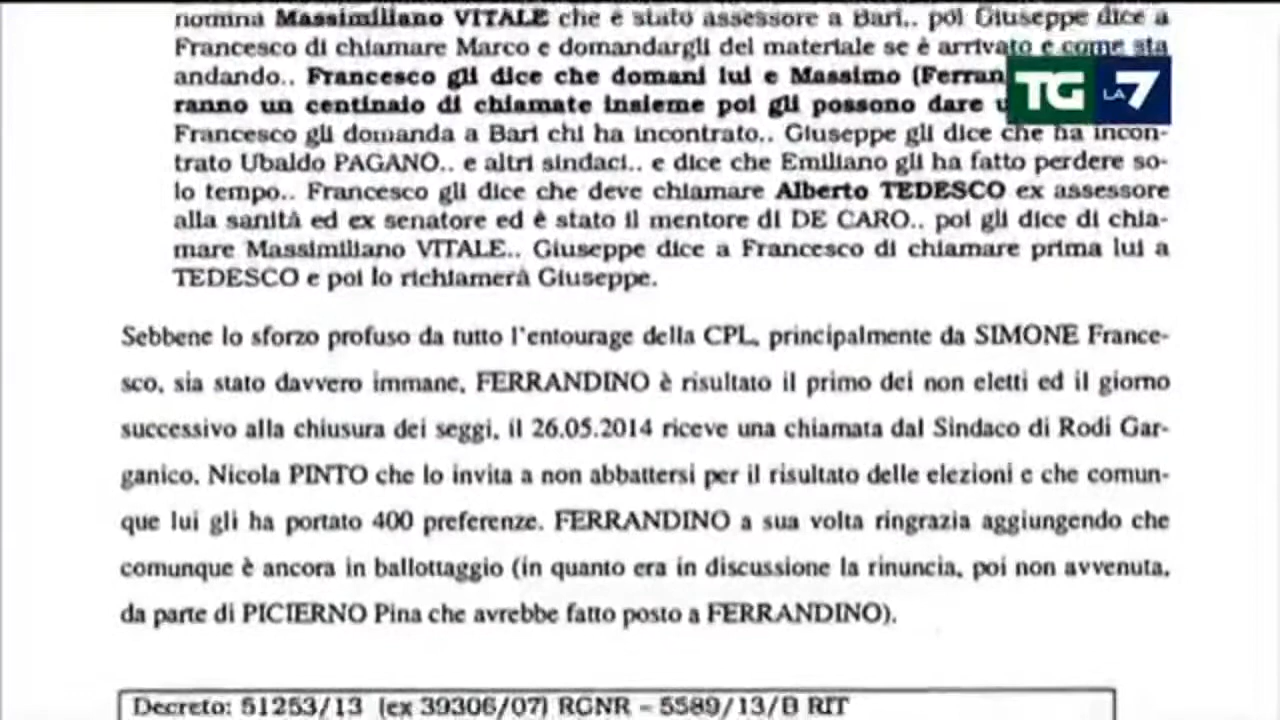 nomina Massimiliano VITALE che è stato assessore a Bari.. poi Giuseppe dice a
Francesco di chiamare Marco e domandargli del materiale se è arrivato e come sta
andando.. Francesco gli dice che domani lui e Massimo (Ferran
ranno un centinaio di chiamate insieme poi gli possono dare u
Francesco gli domanda a Bari chi ha incontrato.. Giuseppe gli dice che ha incon-
trato Ubaldo PAGANO.. e altri sindaci.. e dice che Emiliano gli ha fatto perdere so-
lo tempo.. Francesco gli dice che deve chiamare Alberto TEDESCO ex assessore
alla sanità ed ex senatore ed è stato il mentore di DE CARO.. poi gli dice di chia-
mare Massimiliano VITALE.. Giuseppe dice a Francesco di chiamare prima lui a
TEDESCO e poi lo richiamerà Giuseppe.
Sebbene lo sforzo profuso da tutto l'entourage della CPL, principalmente da SIMONE France-
sco, sia stato davvero immane, FERRANDINO è risultato il primo dei non eletti ed il giorno
successivo alla chiusura dei seggi, il 26.05.2014 riceve una chiamata dal Sindaco di Rodi Gar-
ganico, Nicola PINTO che lo invita a non abbattersi per il risultato delle elezioni e che comun-
que lui gli ha portato 400 preferenze. FERRANDINO a sua volta ringrazia aggiungendo che
comunque è ancora in ballottaggio (in quanto era in discussione la rinuncia, poi non avvenuta,
da parte di PICIERNO Pina che avrebbe fatto posto a FERRANDINO).
Decreto: 51253/13 (ex 39306/07) RGNR – 5589/13/B RIT
TG LA7